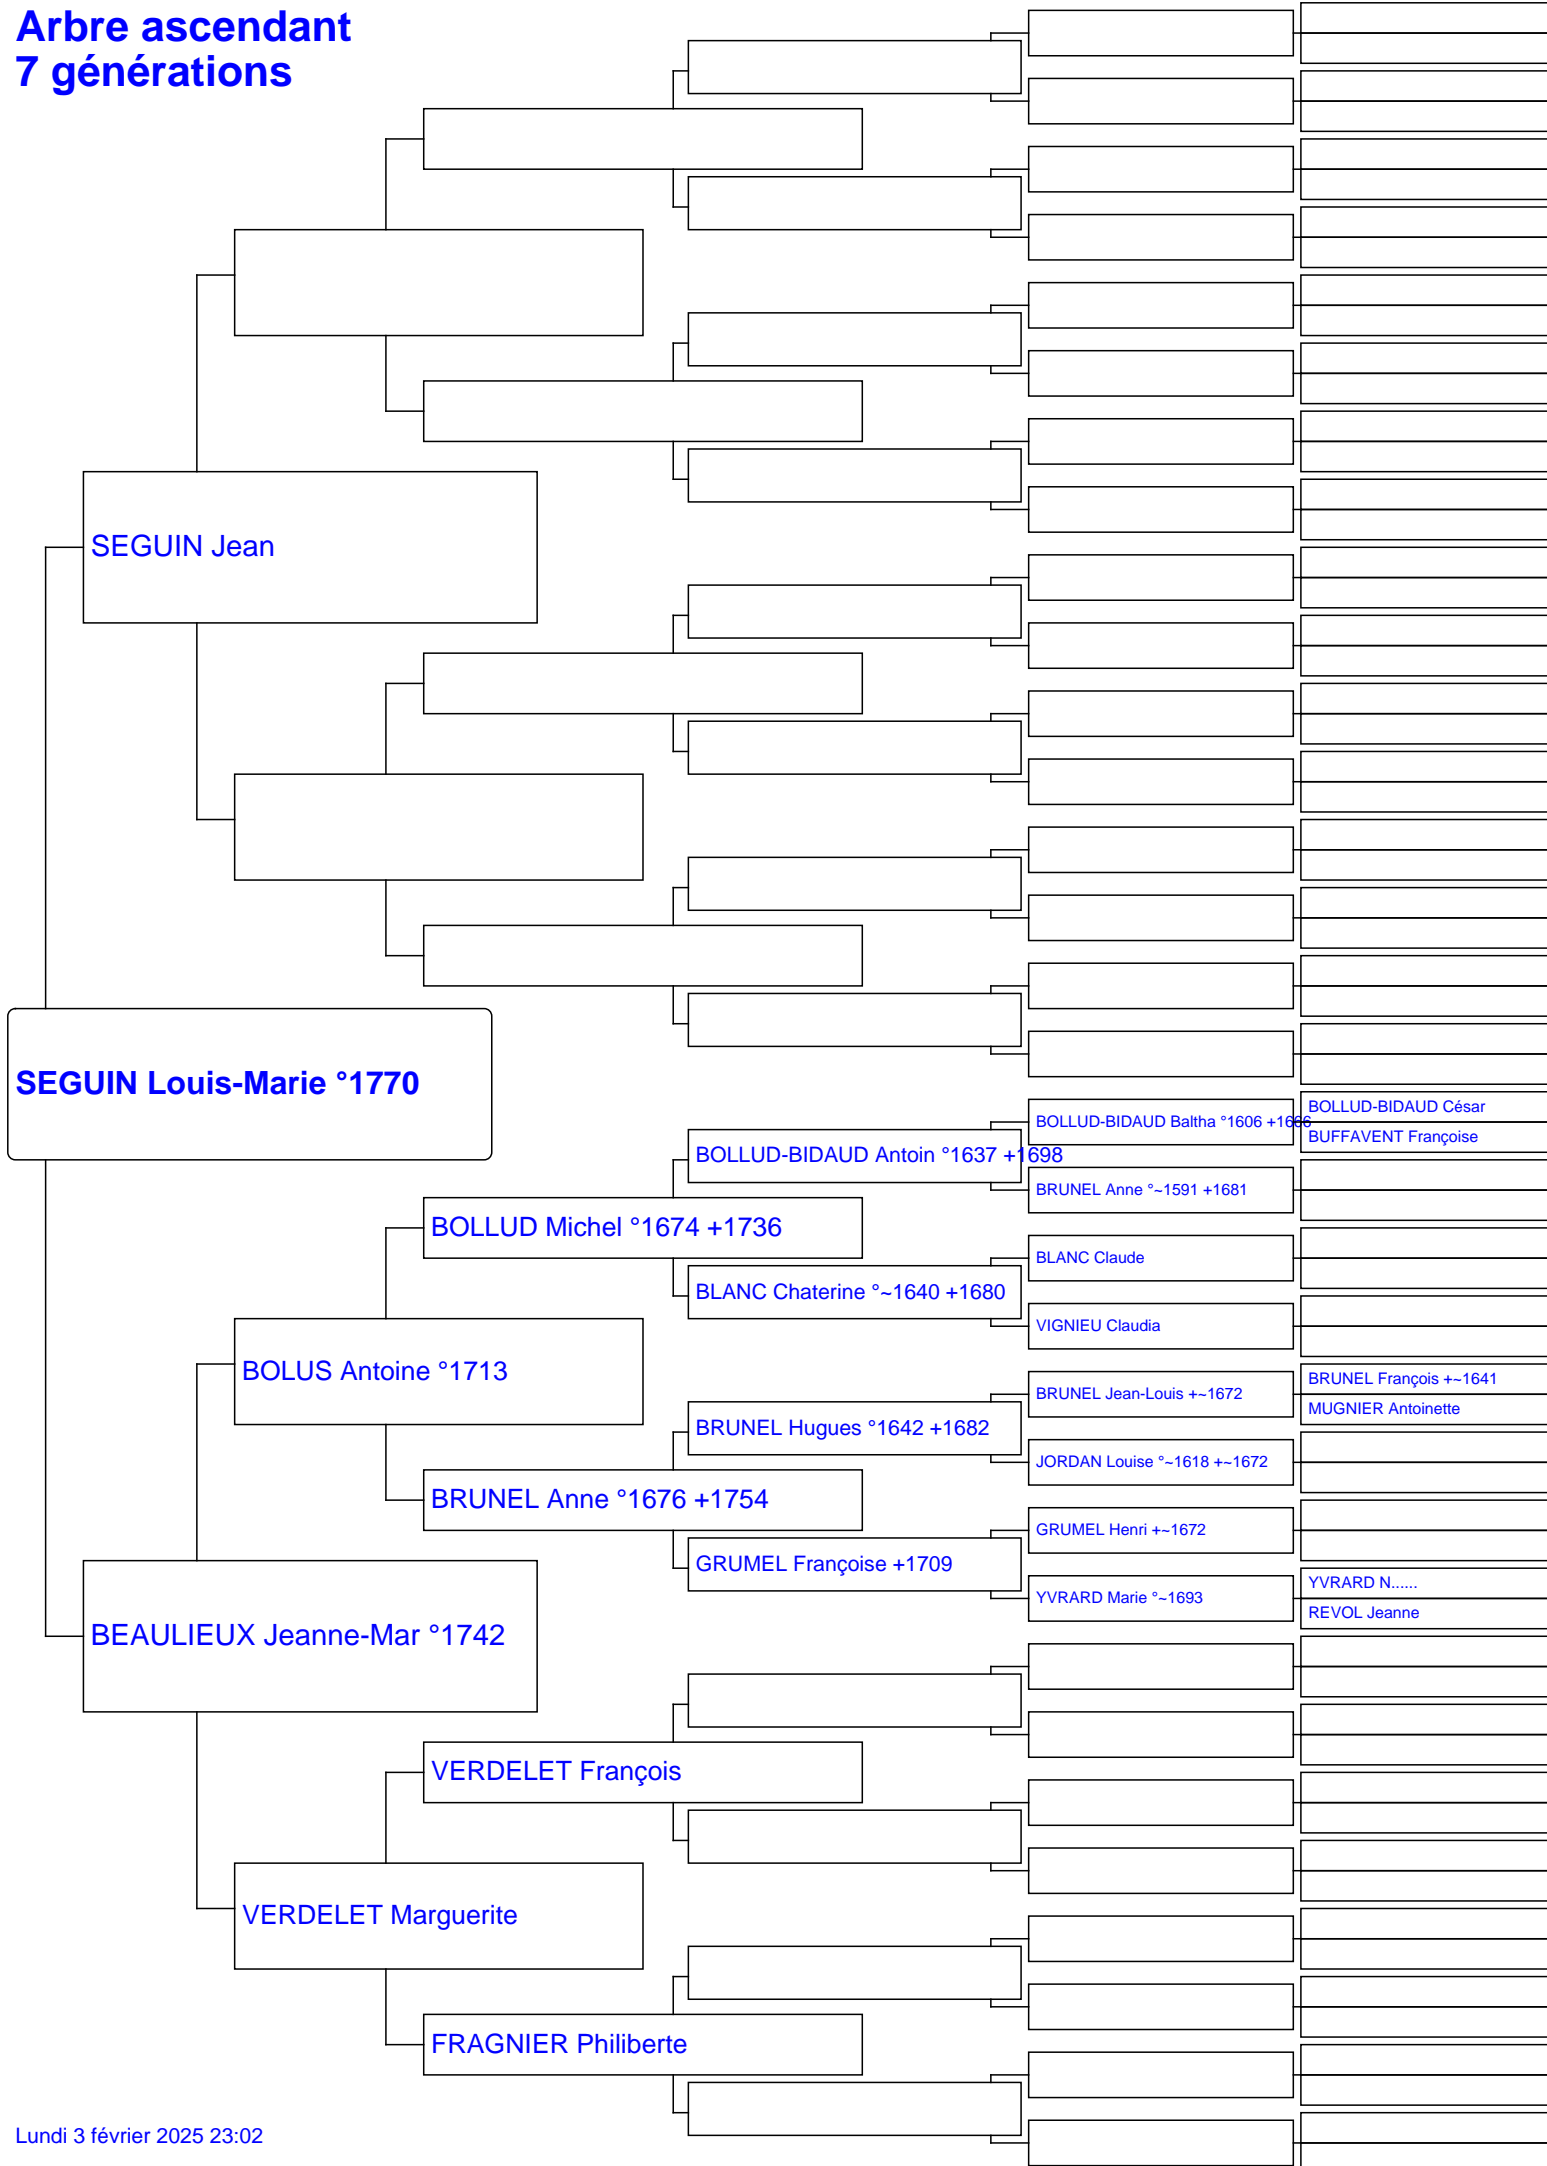 Arbre ascendant
7 générations
SEGUIN Jean
SEGUIN Louis-Marie °1770
BOLLUD-BIDAUD César
BOLLUD-BIDAUD Baltha °1606 +1666
BUFFAVENT Françoise
BOLLUD-BIDAUD Antoin °1637 +1698
BRUNEL Anne °~1591 +1681
BOLLUD Michel °1674 +1736
BLANC Claude
BLANC Chaterine °~1640 +1680
VIGNIEU Claudia
BOLUS Antoine °1713
BRUNEL François +~1641
BRUNEL Jean-Louis +~1672
MUGNIER Antoinette
BRUNEL Hugues °1642 +1682
JORDAN Louise °~1618 +~1672
BRUNEL Anne °1676 +1754
GRUMEL Henri +~1672
GRUMEL Françoise +1709
YVRARD N......
YVRARD Marie °~1693
REVOL Jeanne
BEAULIEUX Jeanne-Mar °1742
VERDELET François
VERDELET Marguerite
FRAGNIER Philiberte
Lundi 3 février 2025 23:02